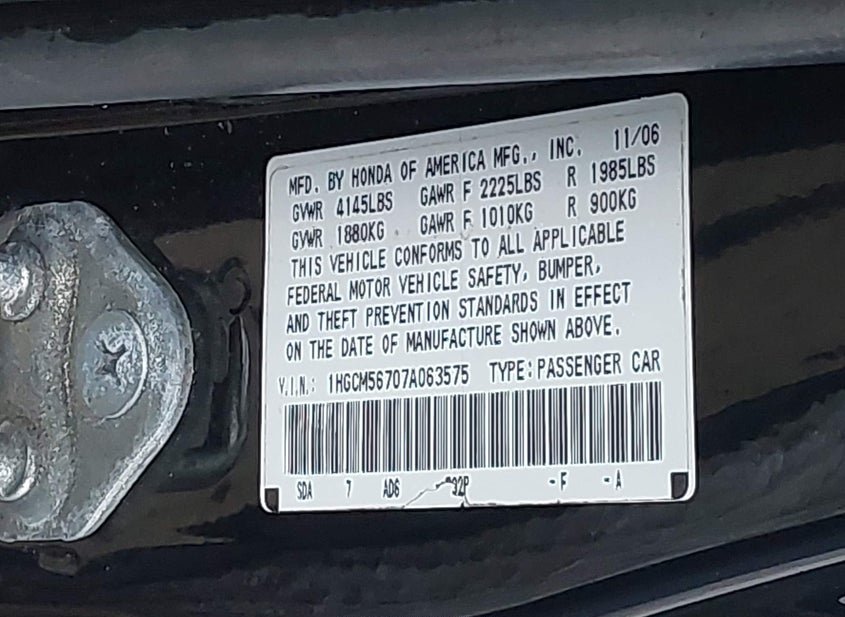 MFD. BY HONDA OF AMERICA MFG., INC. 11/06
GVWR 4145LBS GAWR F 2225LBS R 1985LBS
GVWR 1880KG GAWR F 1010KG R 900KG
THIS VEHICLE CONFORMS TO ALL APPLICABLE
FEDERAL MOTOR VEHICLE SAFETY, BUMPER,
AND THEFT PREVENTION STANDARDS IN EFFECT
ON THE DATE OF MANUFACTURE SHOWN ABOVE.
V.I.N.: 1HGCM56707A063575 TYPE: PASSENGER CAR
SDA 7 AD6 -F -A